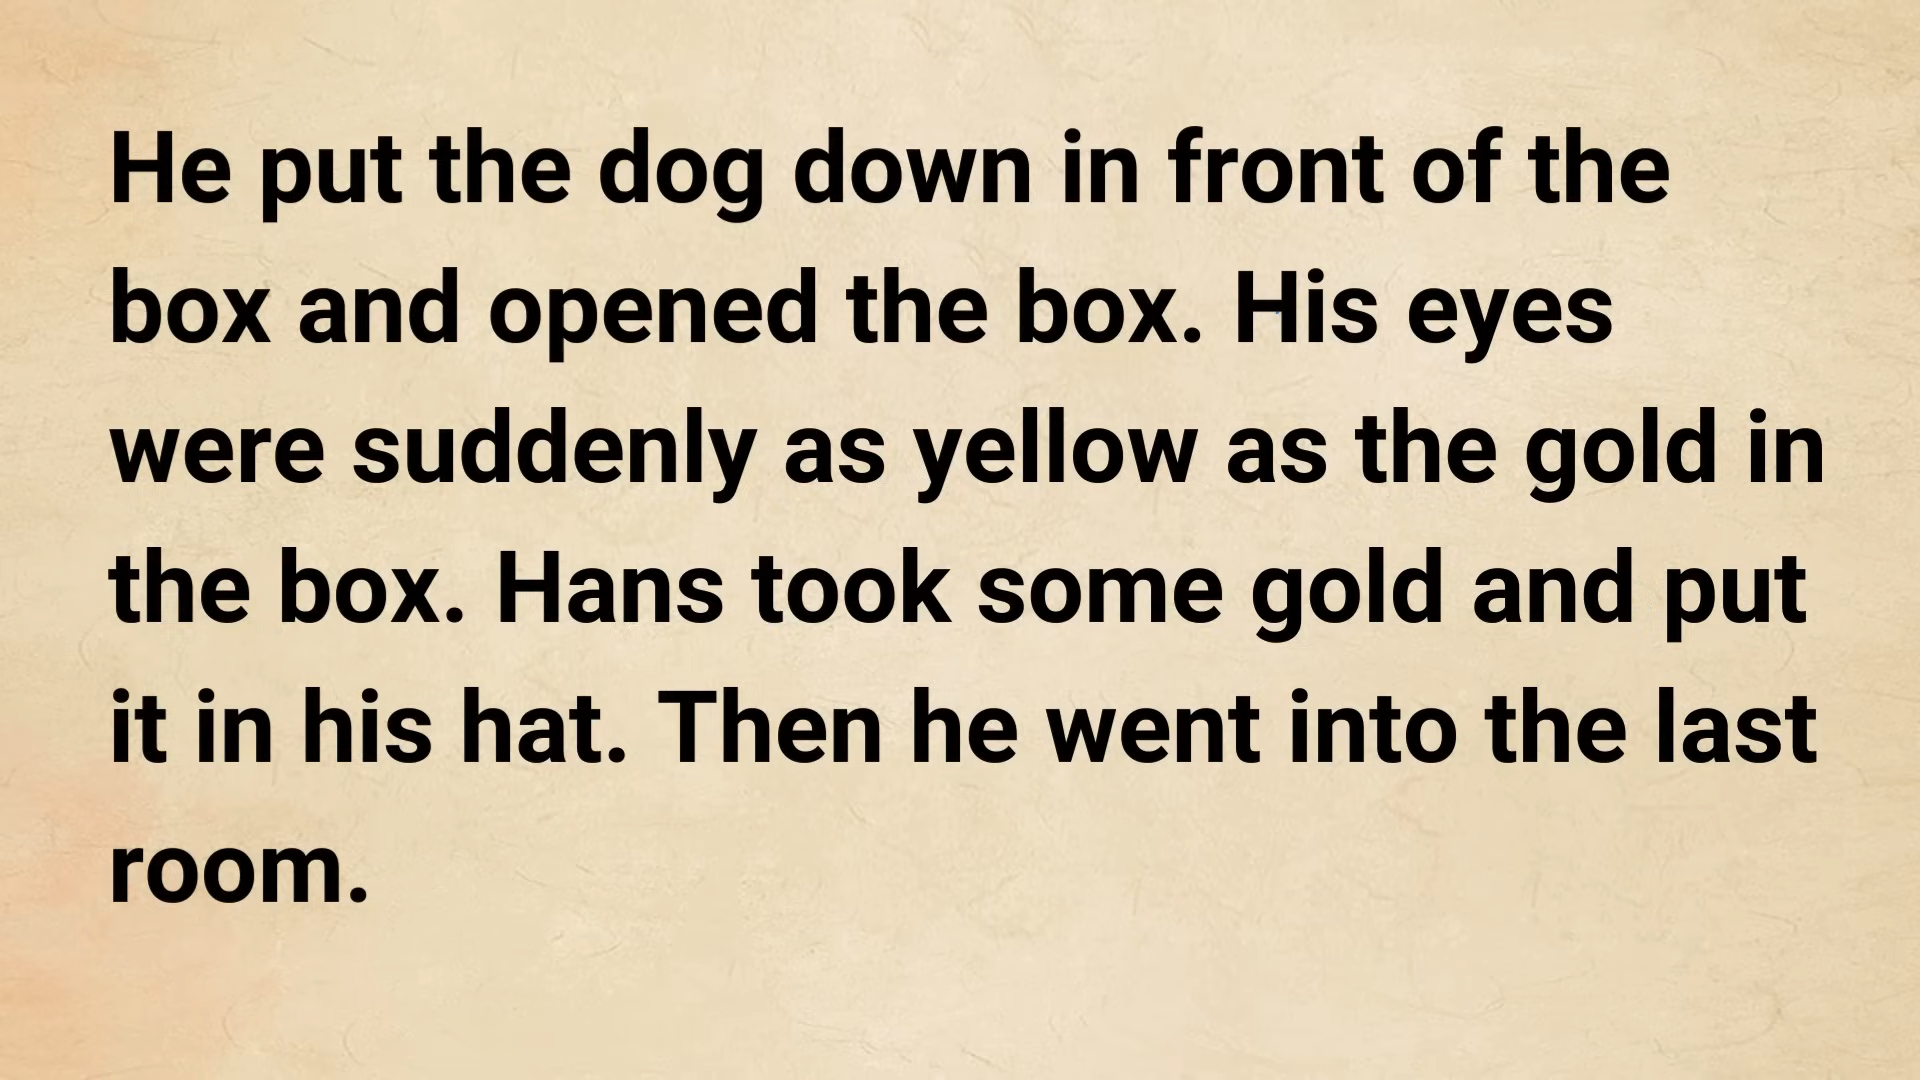 He put the dog down in front of the
box and opened the box. His eyes
were suddenly as yellow as the gold in
the box. Hans took some gold and put
it in his hat. Then he went into the last
room.